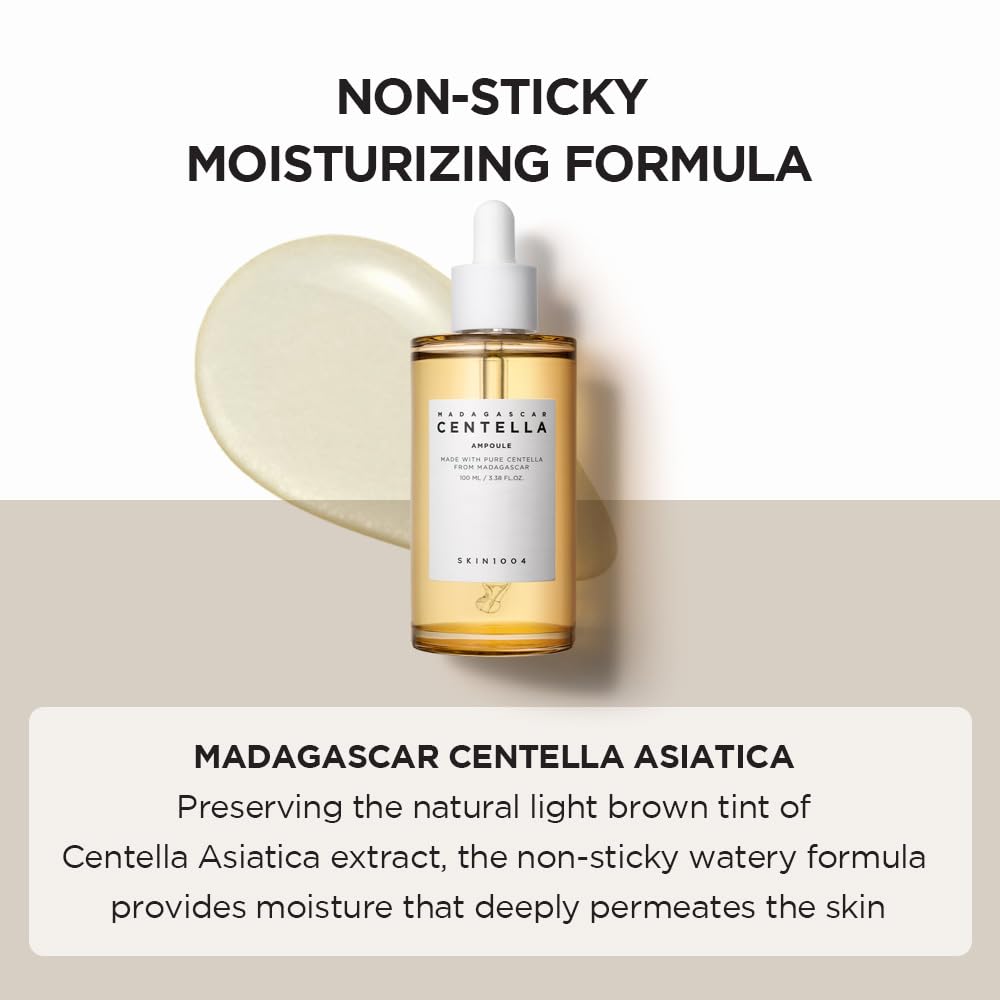 NON-STICKY
MOISTURIZING FORMULA
MADAGASCAR
CENTELLA
AMPOULE
MADE WITH PURE CENTELLA
FROM MADAGASCAR
100 ML / 3.38 FL.OZ.
SKIN1004
MADAGASCAR CENTELLA ASIATICA
Preserving the natural light brown tint of
Centella Asiatica extract, the non-sticky watery formula
provides moisture that deeply permeates the skin